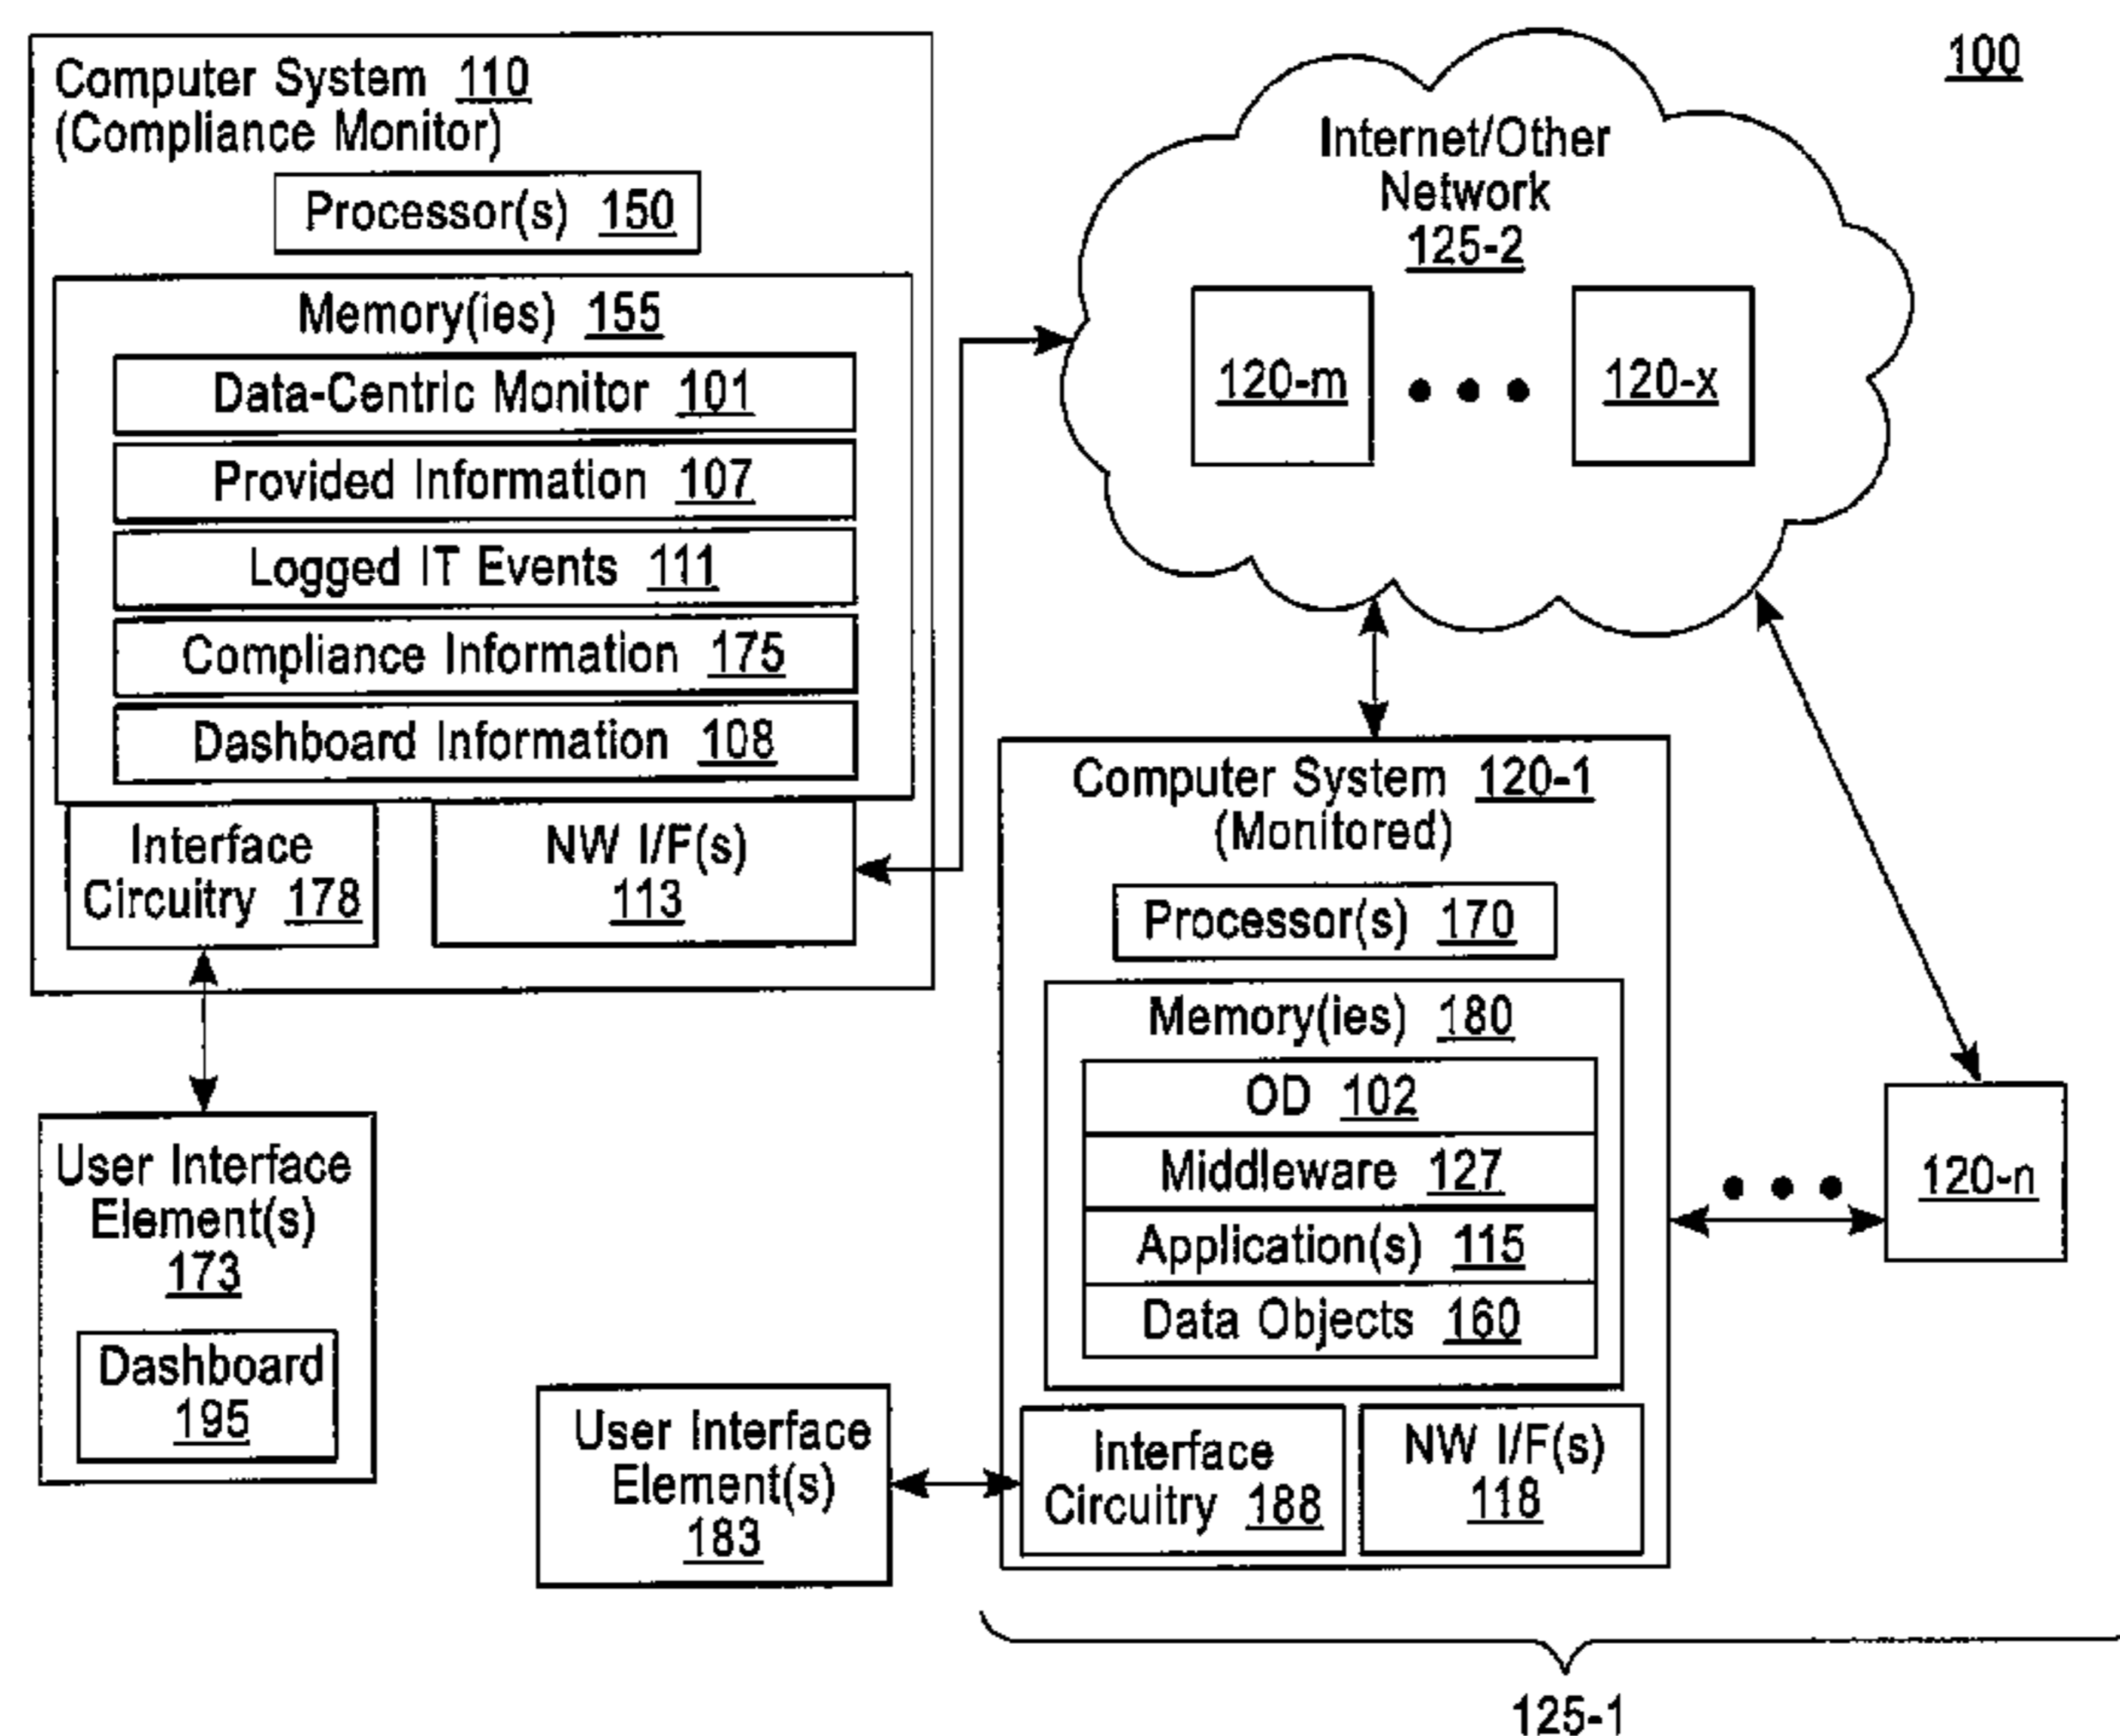 100
Computer System 110
(Compliance Monitor)
Processor(s) 150
Memory(ies) 155
Data-Centric Monitor 101
Provided Information 107
Logged IT Events 111
Compliance Information 175
Dashboard Information 108
Interface
Circuitry 178
NW I/F(s)
113
User Interface
Element(s)
173
Dashboard
195
Internet/Other
Network
125-2
120-m
120-x
Computer System 120-1
(Monitored)
Processor(s) 170
Memory(ies) 180
OD 102
Middleware 127
Application(s) 115
Data Objects 160
Interface
Circuitry 188
NW I/F(s)
118
User Interface
Element(s)
183
120-n
125-1